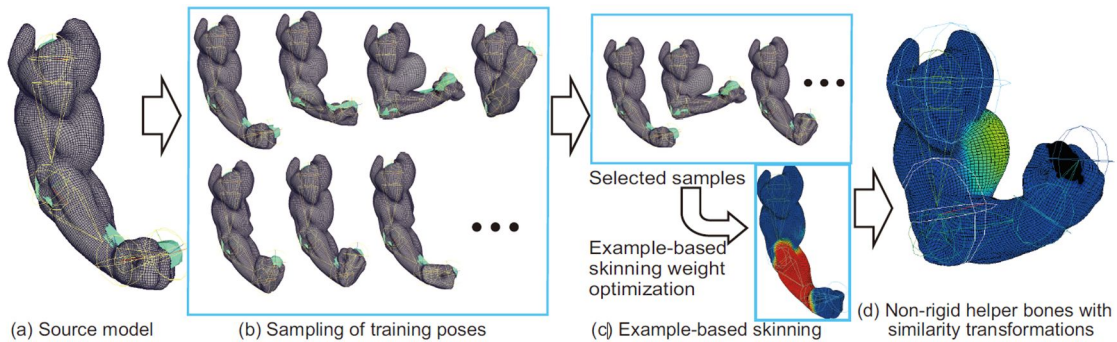 Selected samples
Example-based
skinning weight
optimization
(a) Source model
(b) Sampling of training poses
(c) Example-based skinning
(d) Non-rigid helper bones with
similarity transformations